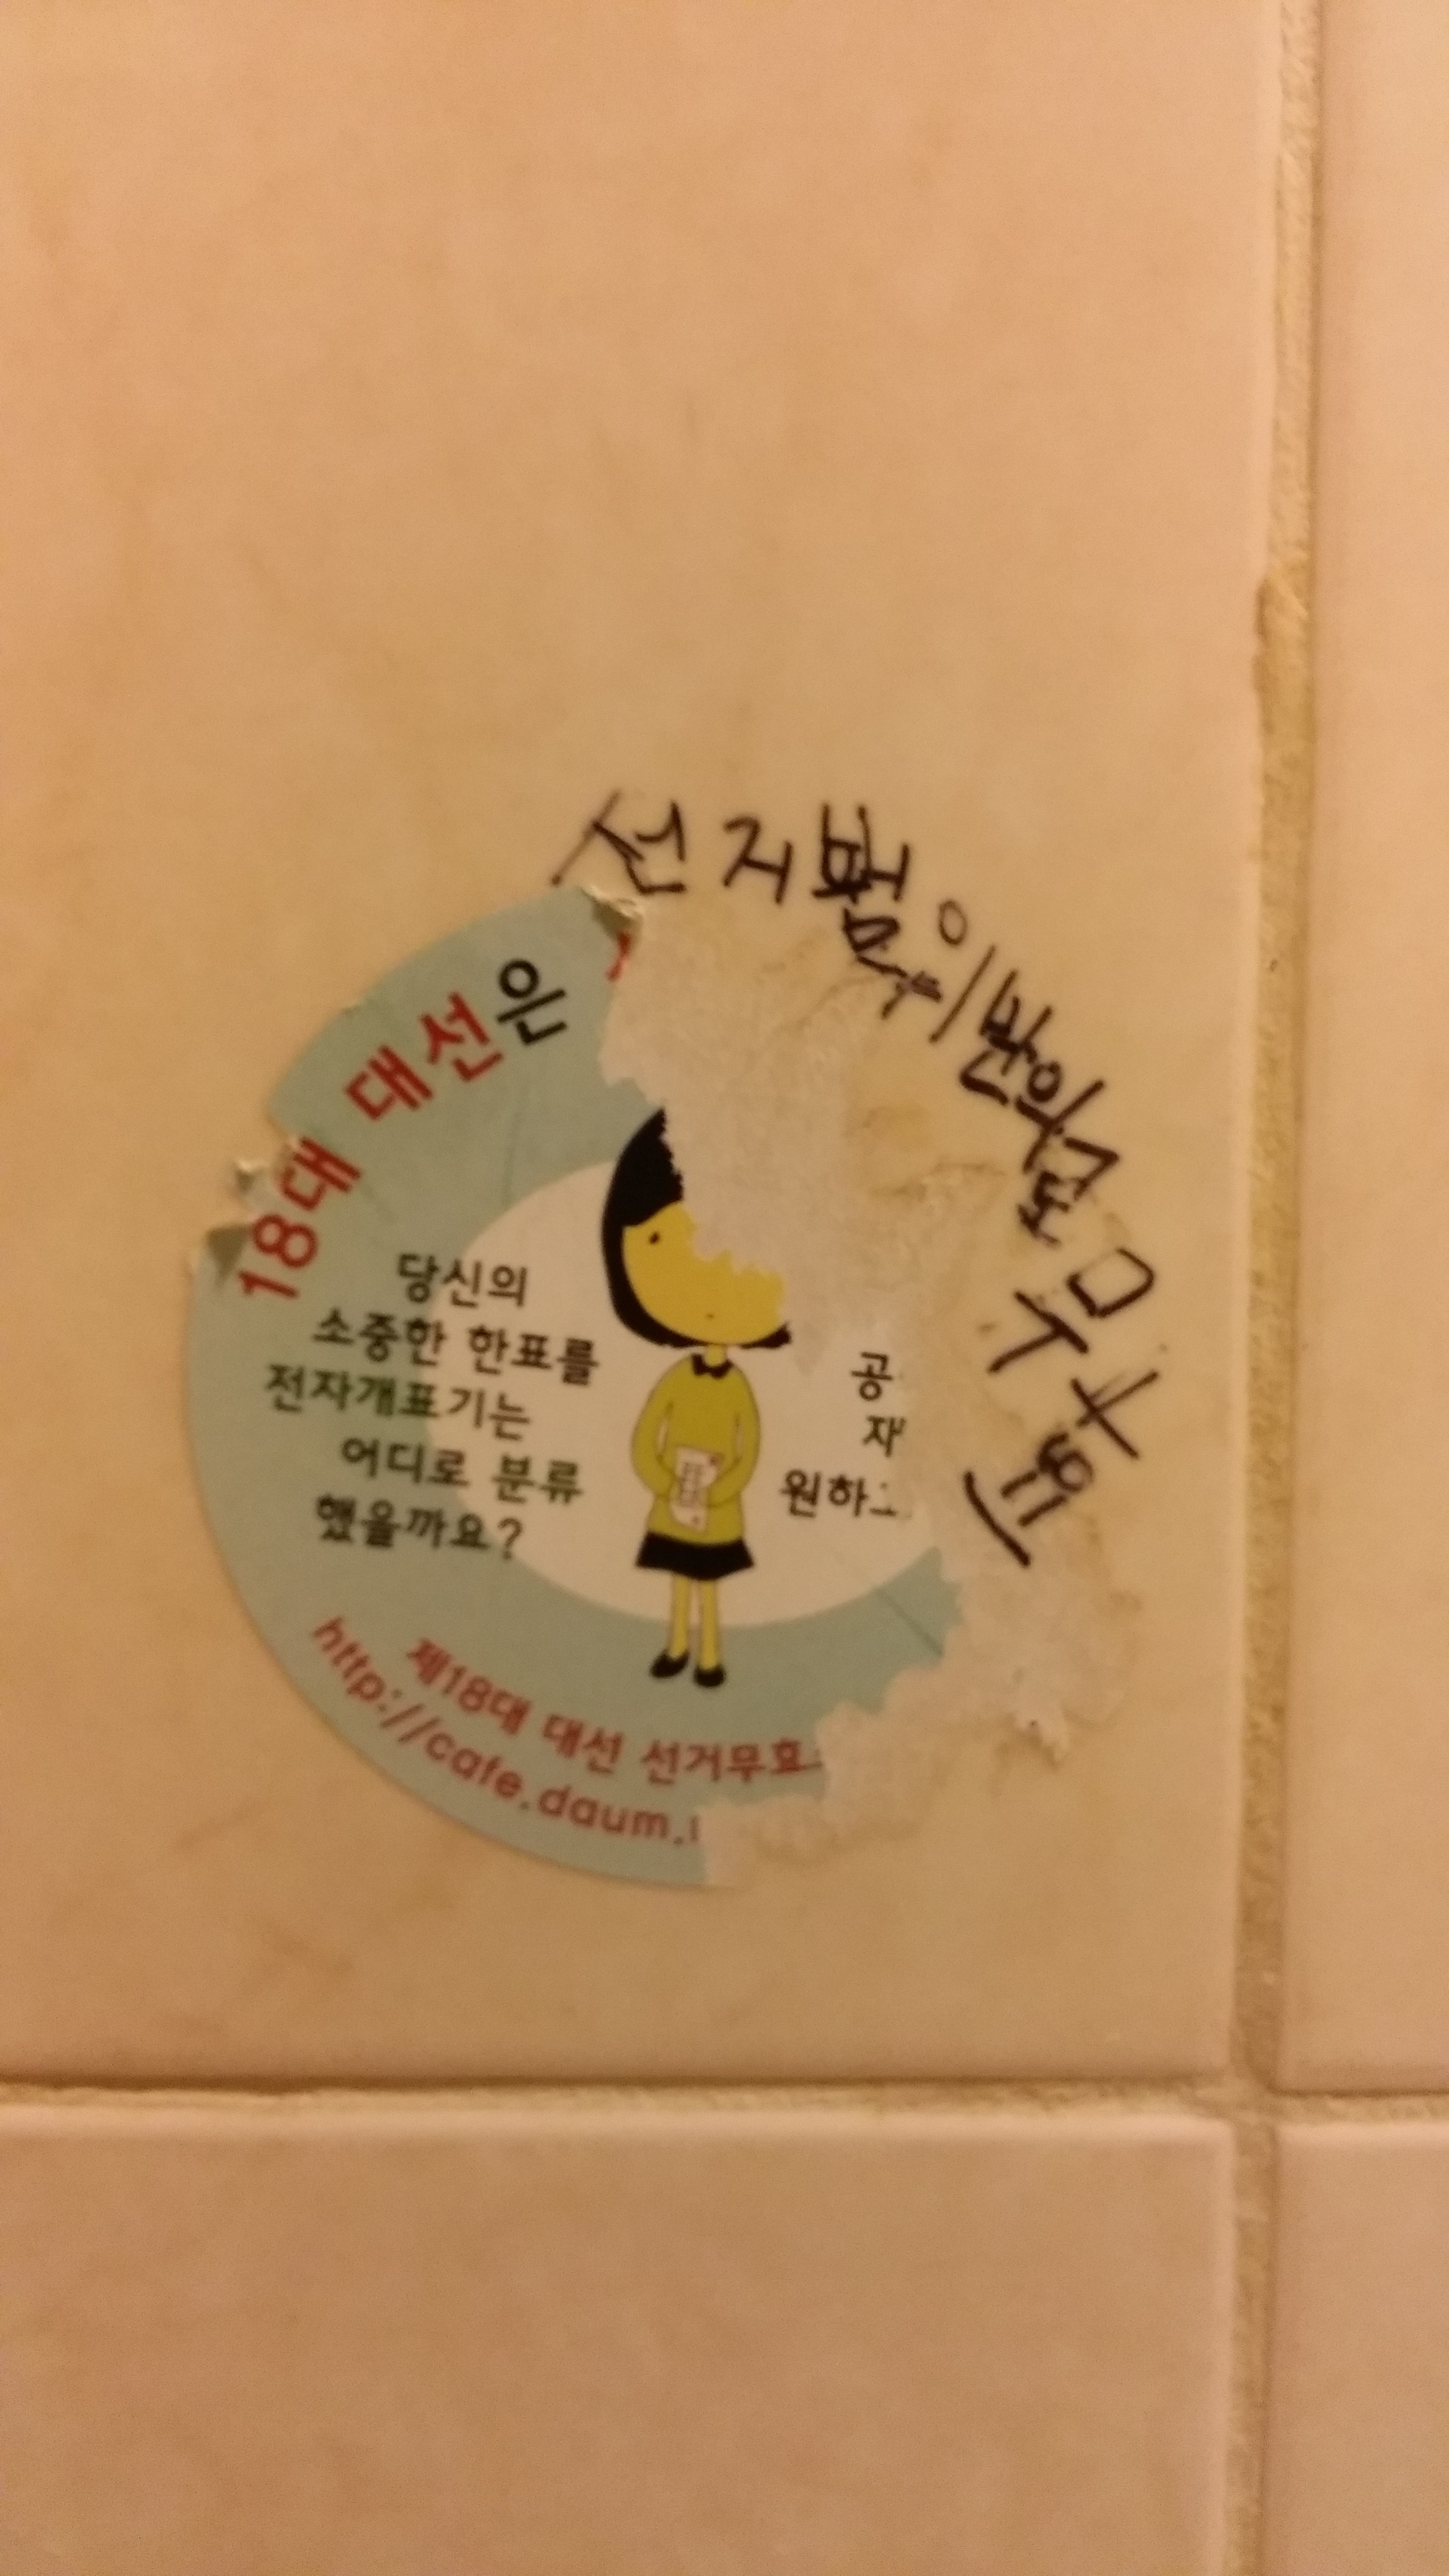 18대 대선은
선거법 위반으로 무효
당신의
소중한 한표를
전자개표기는
어디로 분류
했을까요?
원하
제18대 대선 선거무효
http://cafe.daum.